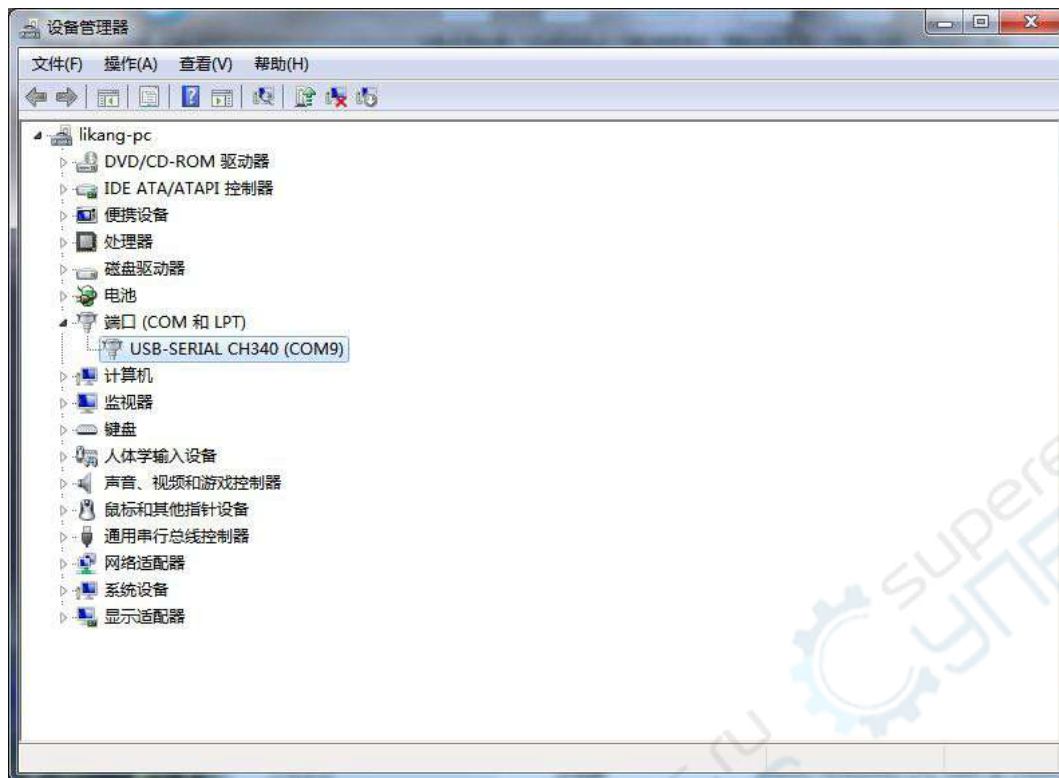 设备管理器
文件(F) 操作(A) 查看(V) 帮助(H)
likang-pc
DVD/CD-ROM 驱动器
IDE ATA/ATAPI 控制器
便携设备
处理器
磁盘驱动器
电池
端口 (COM 和 LPT)
USB-SERIAL CH340 (COM9)
计算机
监视器
键盘
人体学输入设备
声音、视频和游戏控制器
鼠标和其他指针设备
通用串行总线控制器
网络适配器
系统设备
显示适配器